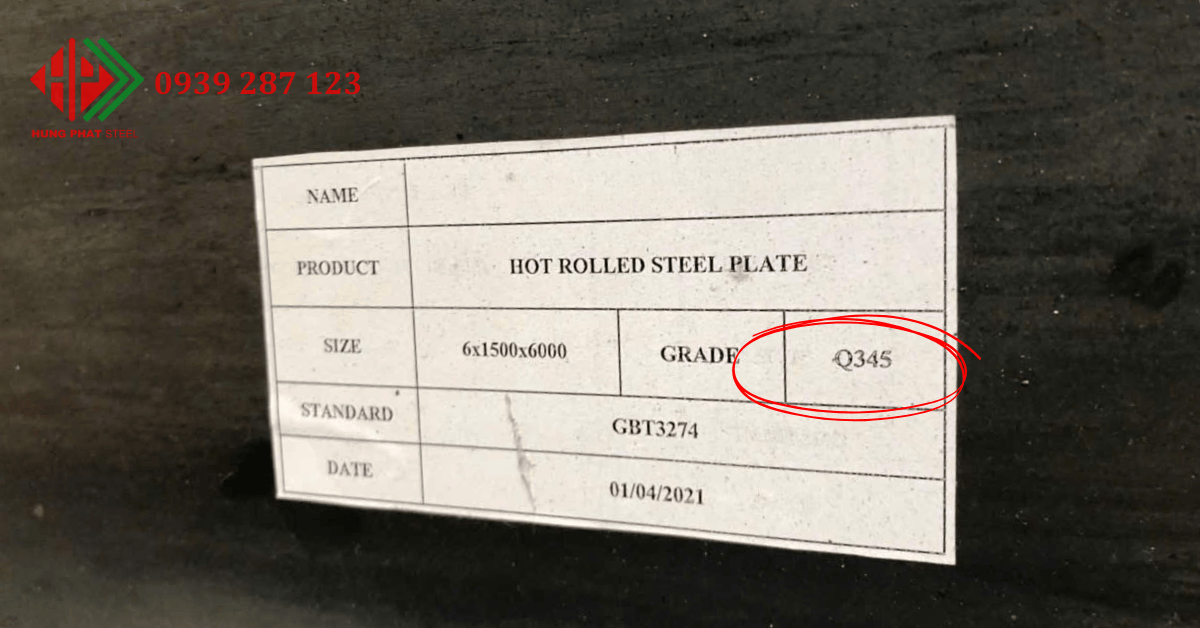 0939 287 123
HUNG PHAT STEEL
NAME
PRODUCT HOT ROLLED STEEL PLATE
SIZE 6x1500x6000 GRADE Q345
STANDARD GBT3274
DATE 01/04/2021